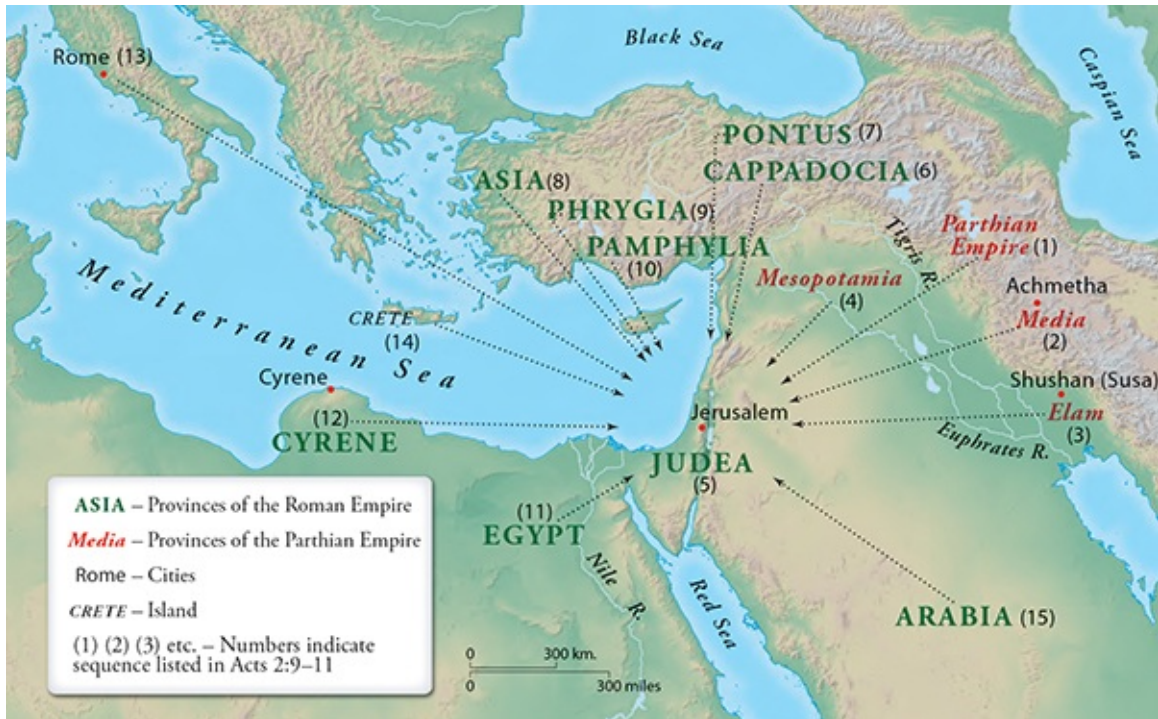 Black Sea
Caspian Sea
Rome (13)
PONTUS (7)
CAPPADOCIA (6)
ASIA (8)
PHRYGIA (9)
PAMPHYLIA
(10)
Tigris R.
Parthian
Empire (1)
Mesopotamia
(4)
Achmetha
Media
(2)
Mediterranean Sea
CRETE
(14)
Cyrene
(12)
CYRENE
Shushan (Susa)
Elam
(3)
Euphrates R.
Jerusalem
JUDEA
(5)
(11)
EGYPT
Nile R.
Red Sea
ARABIA (15)
ASIA – Provinces of the Roman Empire
Media – Provinces of the Parthian Empire
Rome – Cities
CRETE – Island
(1) (2) (3) etc. – Numbers indicate
sequence listed in Acts 2:9–11
0 300 km.
0 300 miles